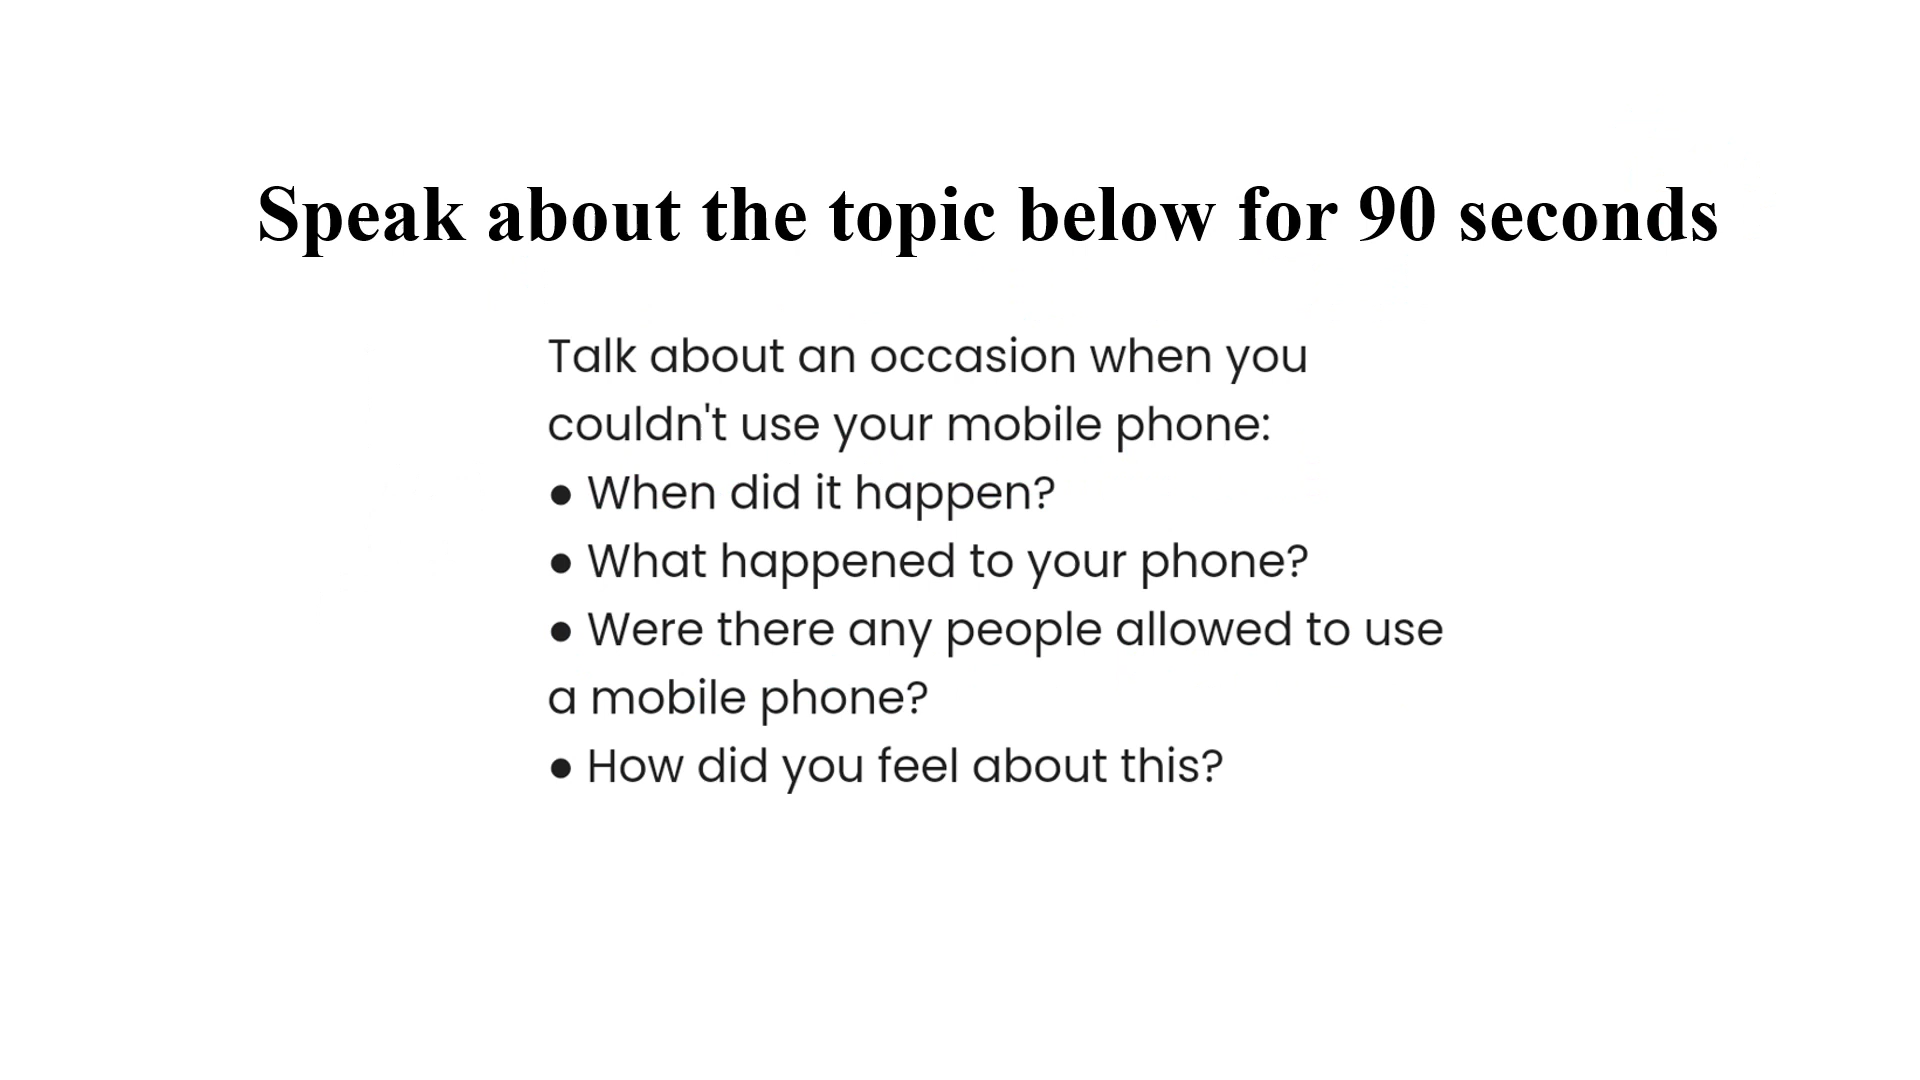 Speak about the topic below for 90 seconds
Talk about an occasion when you
couldn't use your mobile phone:
● When did it happen?
● What happened to your phone?
● Were there any people allowed to use
a mobile phone?
● How did you feel about this?